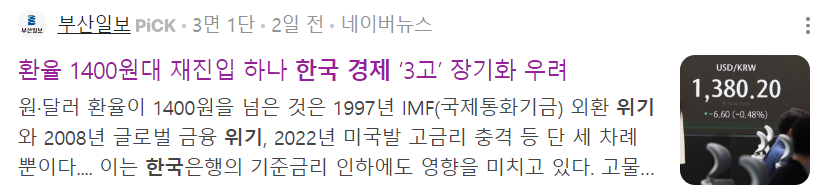 부산일보 PiCK · 3면 1단 · 2일 전 · 네이버뉴스
환율 1400원대 재진입 하나 한국 경제 ‘3고’ 장기화 우려
원·달러 환율이 1400원을 넘은 것은 1997년 IMF(국제통화기금) 외환 위기
와 2008년 글로벌 금융 위기, 2022년 미국발 고금리 충격 등 단 세 차례
뿐이다.... 이는 한국은행의 기준금리 인하에도 영향을 미치고 있다. 고물...
USD/KRW
1,380.20
-6.60 (-0.48%)